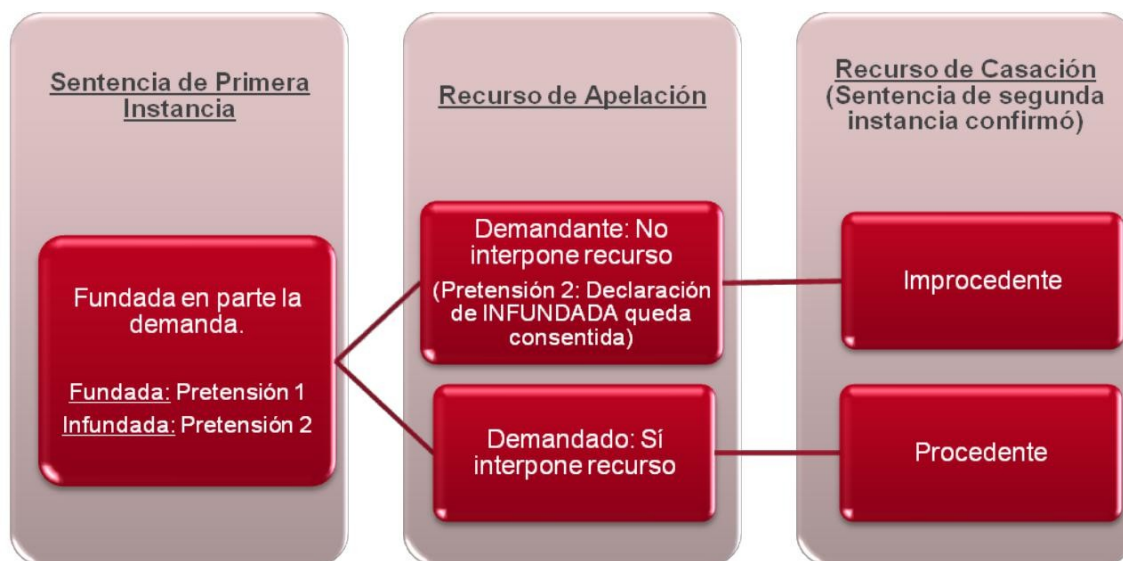 Sentencia de Primera
Instancia
Fundada en parte la
demanda.
Fundada: Pretensión 1
Infundada: Pretensión 2
Recurso de Apelación
Demandante: No
interpone recurso
(Pretensión 2: Declaración
de INFUNDADA queda
consentida)
Demandado: Sí
interpone recurso
Recurso de Casación
(Sentencia de segunda
instancia confirmó)
Improcedente
Procedente